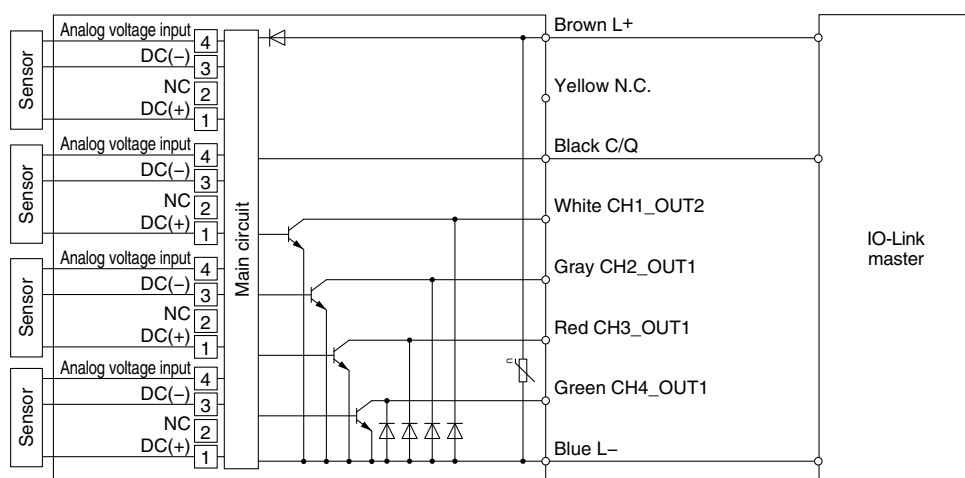 Sensor
Analog voltage input 4
DC(−) 3
NC 2
DC(+) 1
Sensor
Analog voltage input 4
DC(−) 3
NC 2
DC(+) 1
Sensor
Analog voltage input 4
DC(−) 3
NC 2
DC(+) 1
Sensor
Analog voltage input 4
DC(−) 3
NC 2
DC(+) 1
Main circuit
Brown L+
Yellow N.C.
Black C/Q
White CH1_OUT2
Gray CH2_OUT1
Red CH3_OUT1
Green CH4_OUT1
Blue L−
IO-Link
master